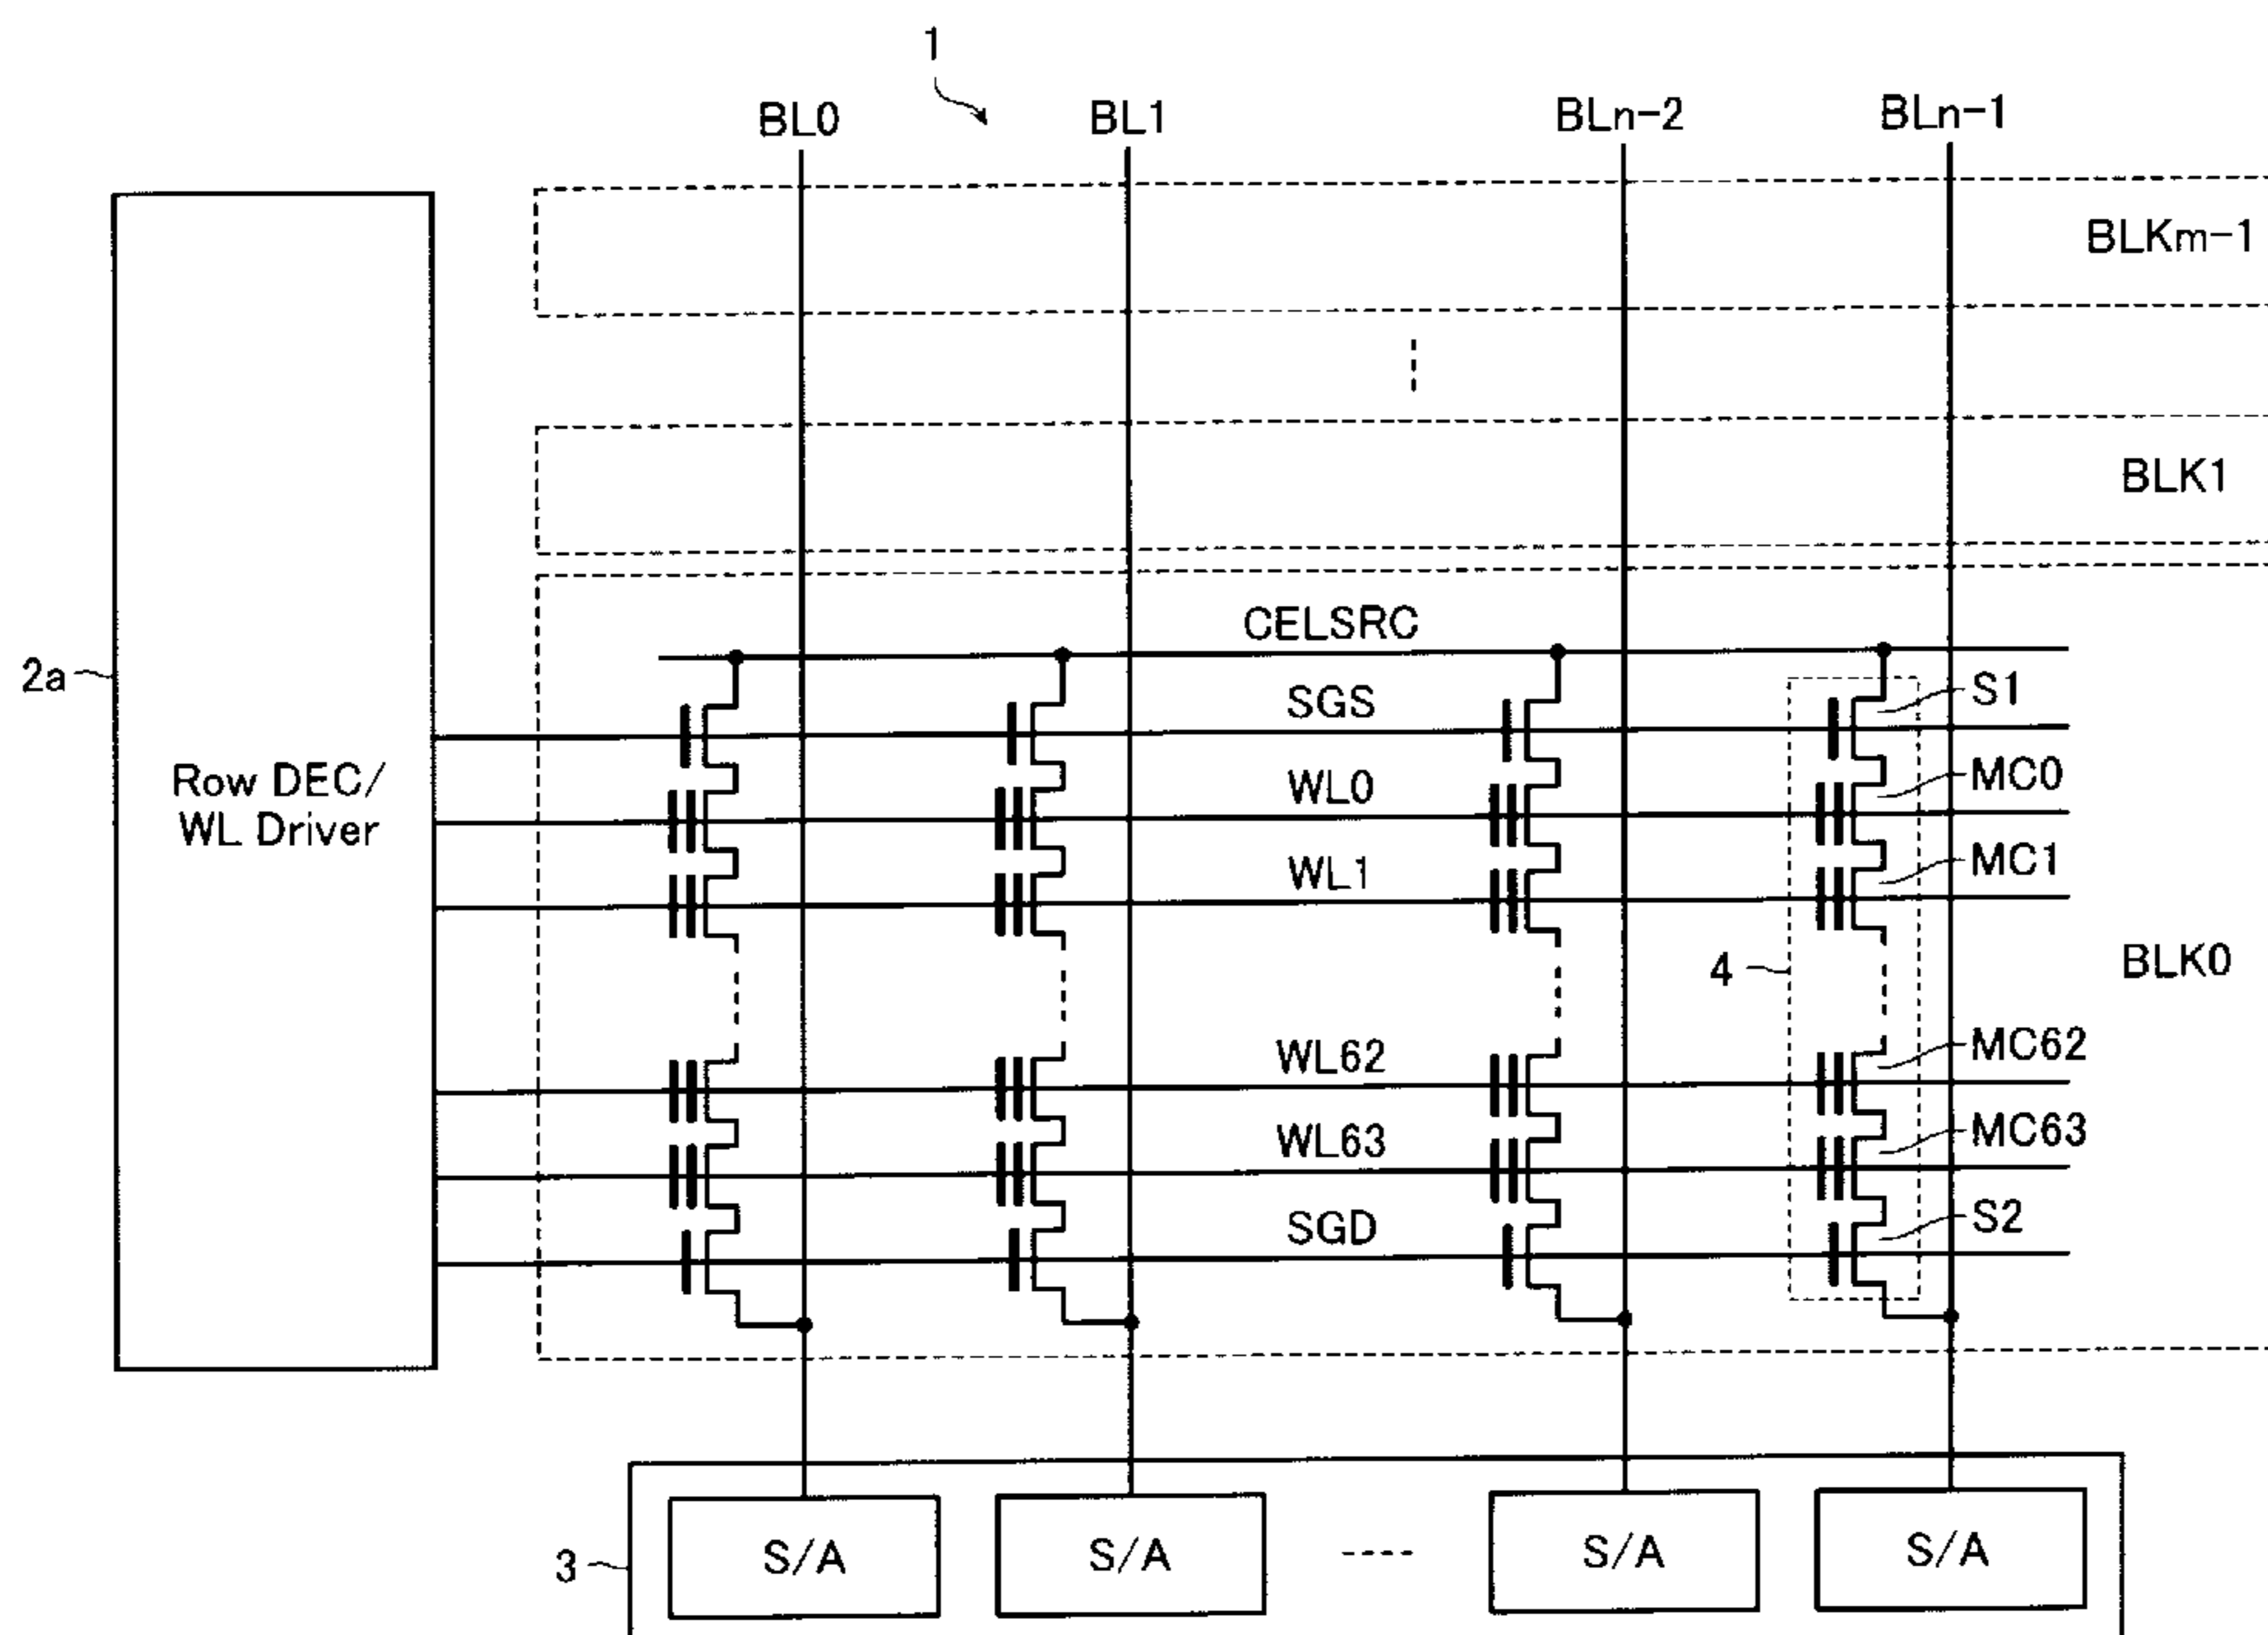 1
BL0
BL1
BLn-2
BLn-1
BLKm-1
BLK1
CELSRC
2a
SGS
S1
Row DEC/
WL Driver
WL0
MC0
WL1
MC1
4
BLK0
WL62
MC62
WL63
MC63
SGD
S2
3
S/A
S/A
S/A
S/A